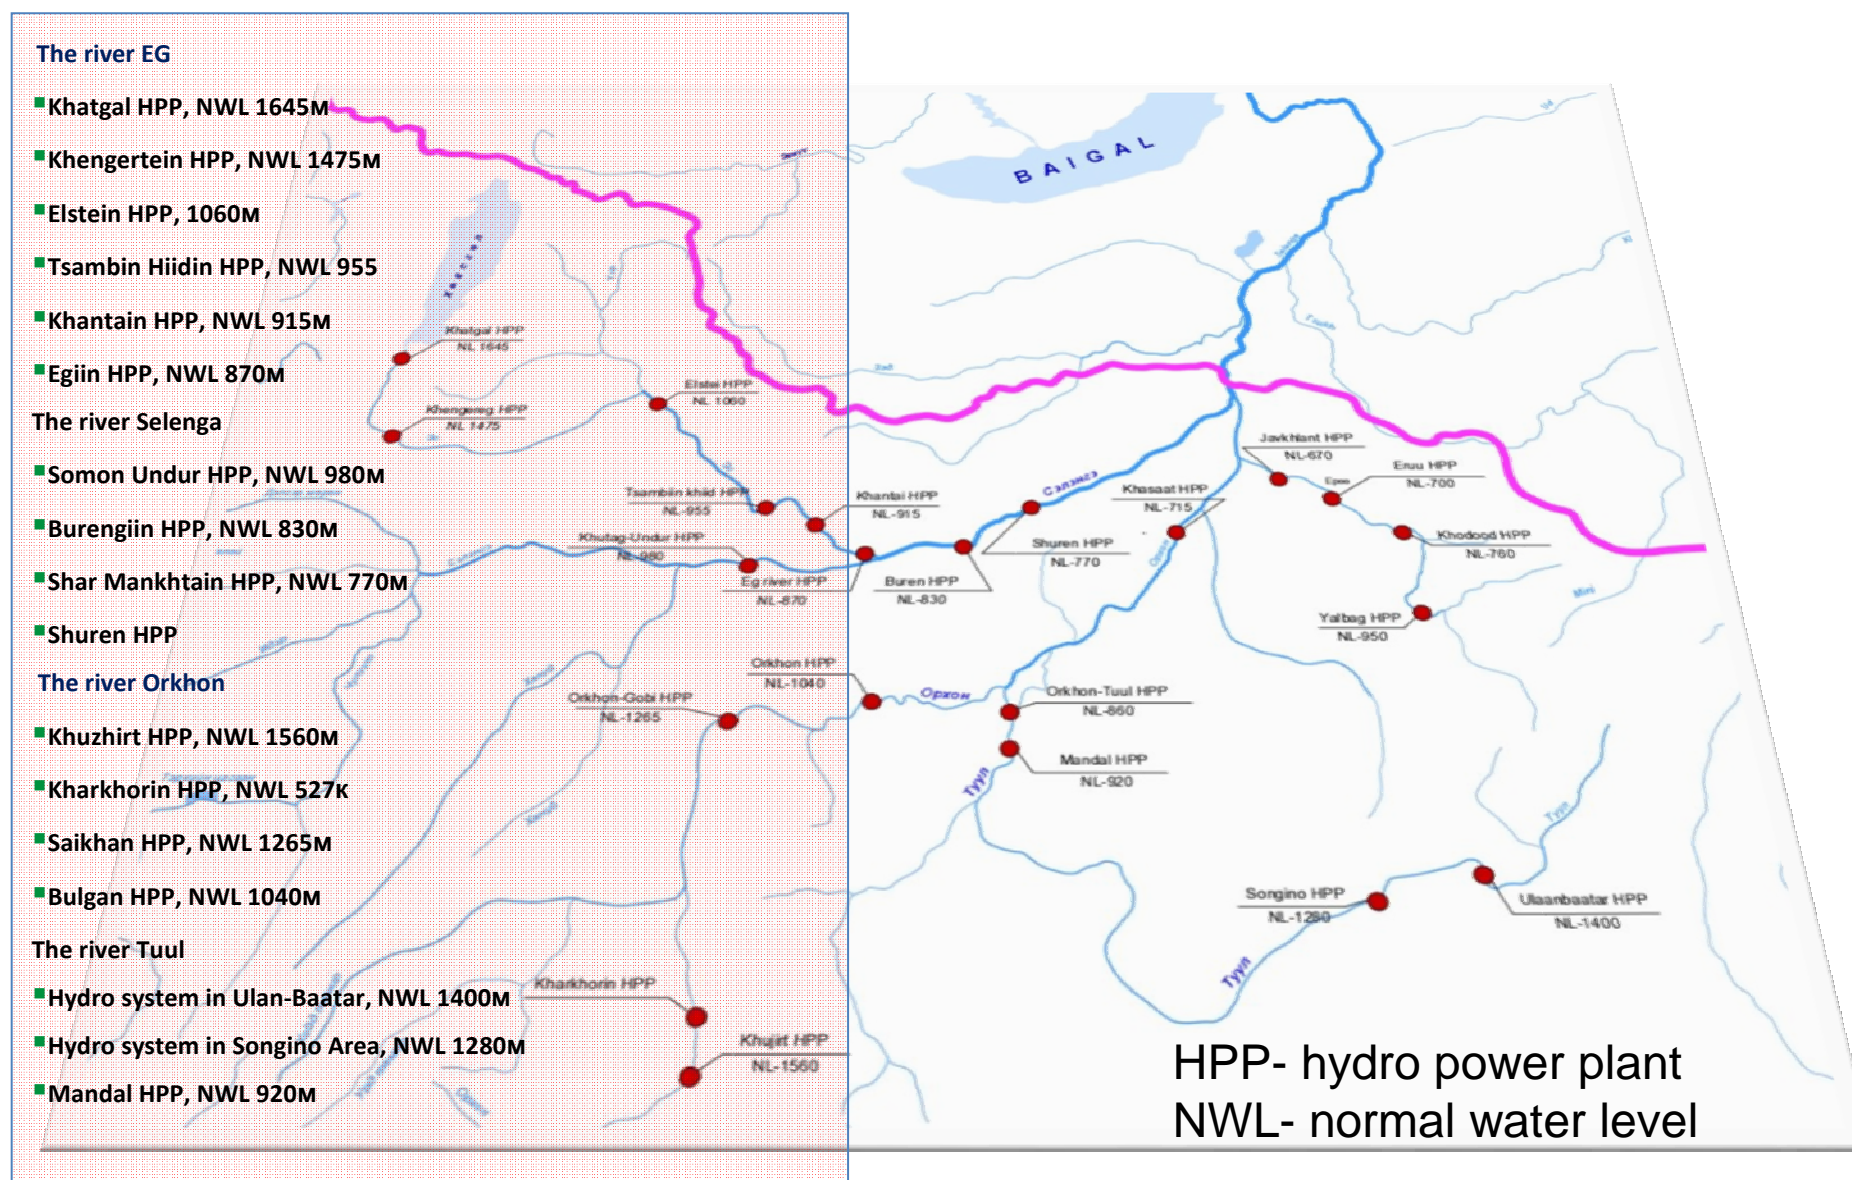 The river EG
Khatgal HPP, NWL 1645м
Khengertein HPP, NWL 1475м
Elstein HPP, 1060м
Tsambin Hiidin HPP, NWL 955
Khantain HPP, NWL 915м
Egiin HPP, NWL 870м
The river Selenga
Somon Undur HPP, NWL 980м
Burengiin HPP, NWL 830м
Shar Mankhtain HPP, NWL 770м
Shuren HPP
The river Orkhon
Khuzhirt HPP, NWL 1560м
Kharkhorin HPP, NWL 527к
Saikhan HPP, NWL 1265м
Bulgan HPP, NWL 1040м
The river Tuul
Hydro system in Ulan-Baatar, NWL 1400м
Hydro system in Songino Area, NWL 1280м
Mandal HPP, NWL 920м
BAIGAL
Khatgal HPP
NL 1645
Elstei HPP
NL 1060
Khengereg HPP
NL 1475
Javkhlant HPP
NL-670
Eruu HPP
NL-700
Сэлэнгэ
Tsambiin khiid HPP
NL-955
Khantai HPP
NL-915
Khasaat HPP
NL-715
Khutag-Undur HPP
NL-980
Shuren HPP
NL-770
Khodood HPP
NL-760
Eg river HPP
NL-870
Buren HPP
NL-830
Yalbag HPP
NL-950
Orkhon HPP
NL-1040
Орхон
Orkhon-Gobi HPP
NL-1265
Orkhon-Tuul HPP
NL-860
Mandal HPP
NL-920
Туул
Туул
Songino HPP
NL-1280
Ulaanbaatar HPP
NL-1400
Туул
Kharkhorin HPP
Khujirt HPP
NL-1560
HPP- hydro power plant
NWL- normal water level